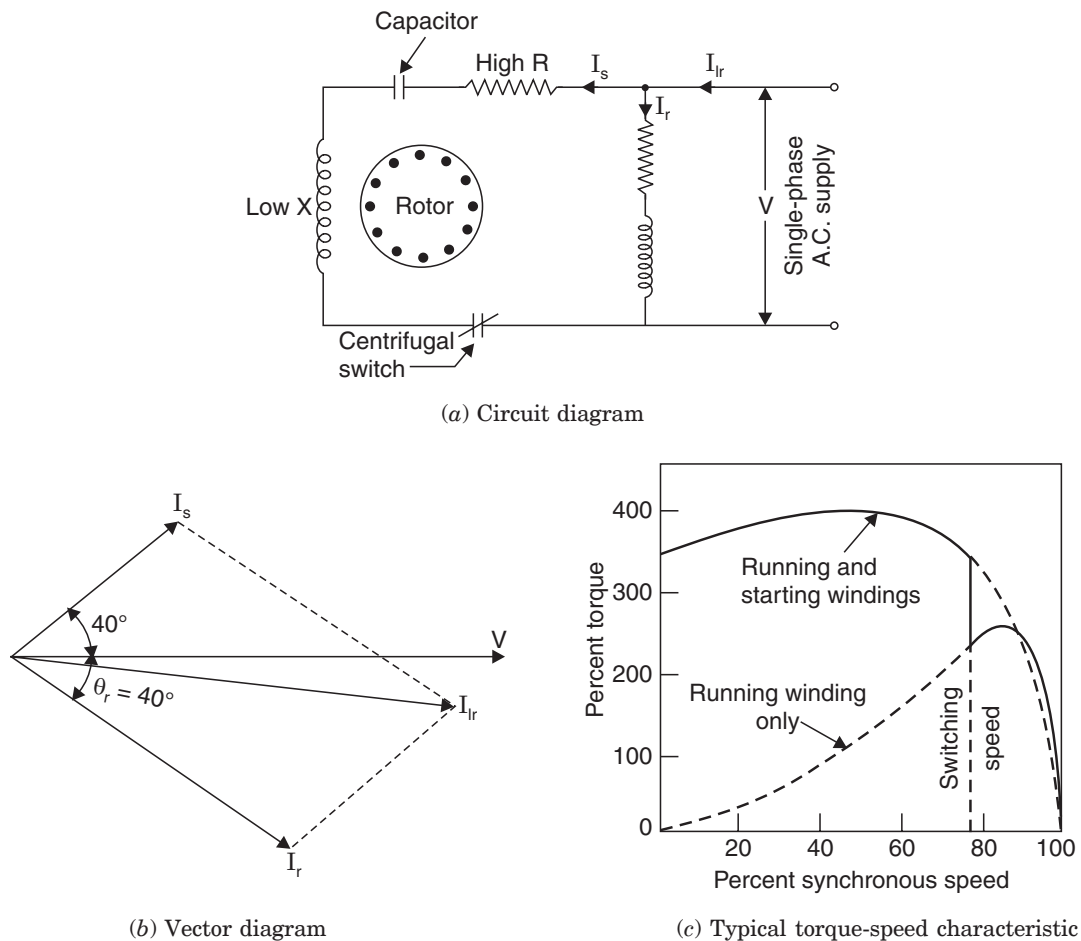 Capacitor
High R
I_s
I_lr
I_r
Low X
Rotor
V
Single-phase
A.C. supply
Centrifugal
switch
(a) Circuit diagram
I_s
40°
V
θ_r = 40°
I_lr
I_r
(b) Vector diagram
400
300
200
100
0
Percent torque
Running and
starting windings
Running winding
only
Switching
speed
20 40 60 80 100
Percent synchronous speed
(c) Typical torque-speed characteristic